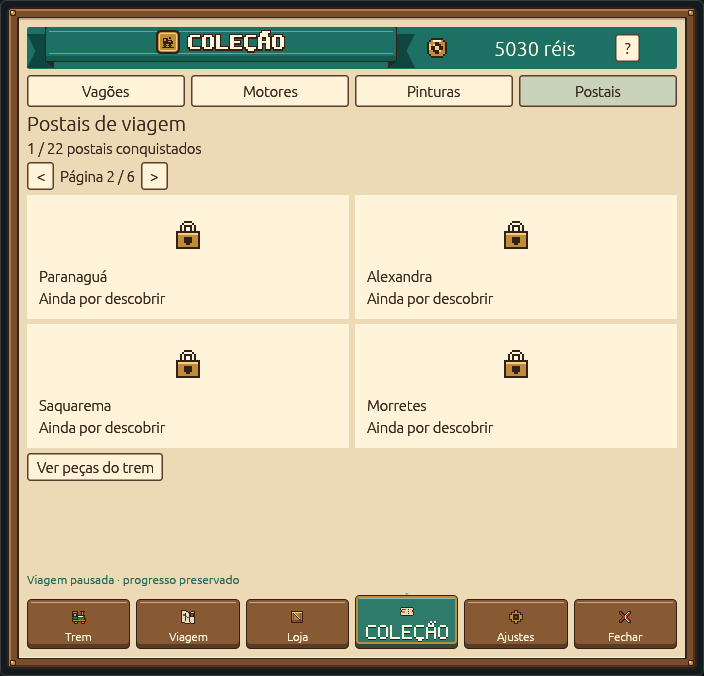 COLEÇÃO
5030 réis
?
Vagões
Motores
Pinturas
Postais
Postais de viagem
1 / 22 postais conquistados
< Página 2 / 6 >
Paranaguá
Ainda por descobrir
Alexandra
Ainda por descobrir
Saquarema
Ainda por descobrir
Morretes
Ainda por descobrir
Ver peças do trem
Viagem pausada · progresso preservado
Trem
Viagem
Loja
COLEÇÃO
Ajustes
Fechar